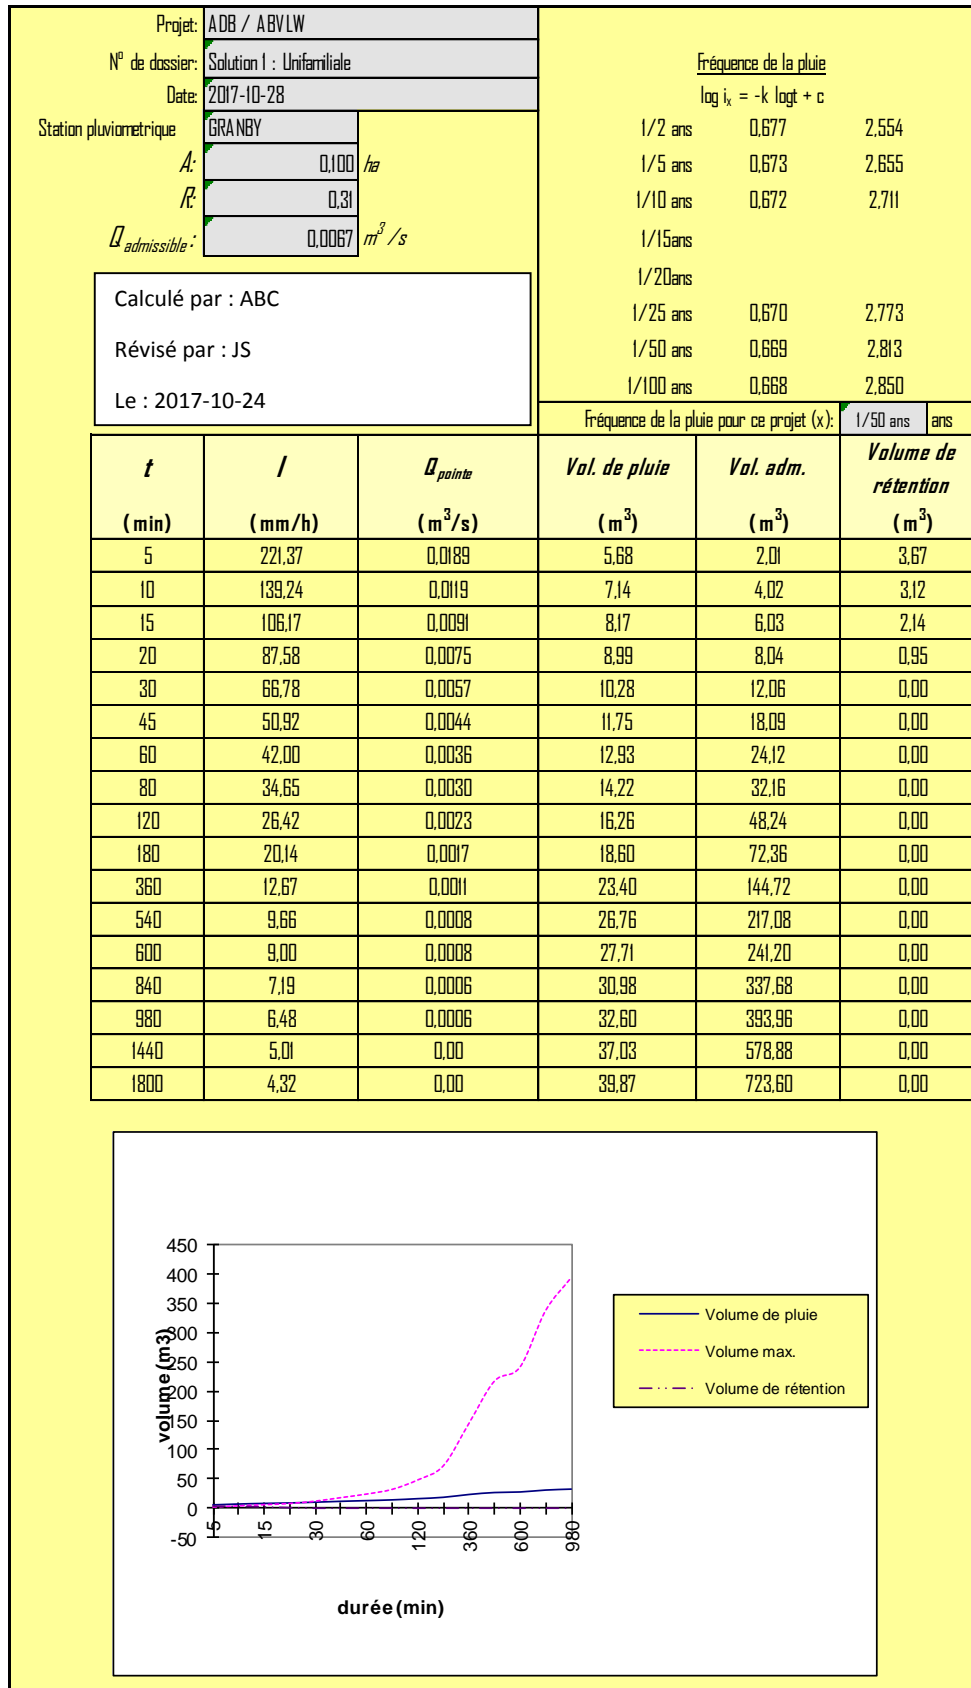 Projet: ADB / ABVLW
N° de dossier: Solution 1 : Unifamiliale
Date: 2017-10-28
Station pluviometrique GRANBY
A: 0,100 ha
R: 0,31
Q admissible : 0,0067 m³/s
Calculé par : ABC
Révisé par : JS
Le : 2017-10-24
Fréquence de la pluie
log iₓ = -k logt + c
1/2 ans 0,677 2,554
1/5 ans 0,673 2,655
1/10 ans 0,672 2,711
1/15ans
1/20ans
1/25 ans 0,670 2,773
1/50 ans 0,669 2,813
1/100 ans 0,668 2,850
Fréquence de la pluie pour ce projet (x): 1/50 ans ans
t I Q pointe Vol. de pluie Vol. adm. Volume de rétention
(min) (mm/h) (m³/s) (m³) (m³) (m³)
5 221,37 0,0189 5,68 2,01 3,67
10 139,24 0,0119 7,14 4,02 3,12
15 106,17 0,0091 8,17 6,03 2,14
20 87,58 0,0075 8,99 8,04 0,95
30 66,78 0,0057 10,28 12,06 0,00
45 50,92 0,0044 11,75 18,09 0,00
60 42,00 0,0036 12,93 24,12 0,00
80 34,65 0,0030 14,22 32,16 0,00
120 26,42 0,0023 16,26 48,24 0,00
180 20,14 0,0017 18,60 72,36 0,00
360 12,67 0,0011 23,40 144,72 0,00
540 9,66 0,0008 26,76 217,08 0,00
600 9,00 0,0008 27,71 241,20 0,00
840 7,19 0,0006 30,98 337,68 0,00
980 6,48 0,0006 32,60 393,96 0,00
1440 5,01 0,00 37,03 578,88 0,00
1800 4,32 0,00 39,87 723,60 0,00
volume (m3)
450
400
350
300
250
200
150
100
50
0
-50
5 15 30 60 120 360 600 980
durée (min)
Volume de pluie
Volume max.
Volume de rétention